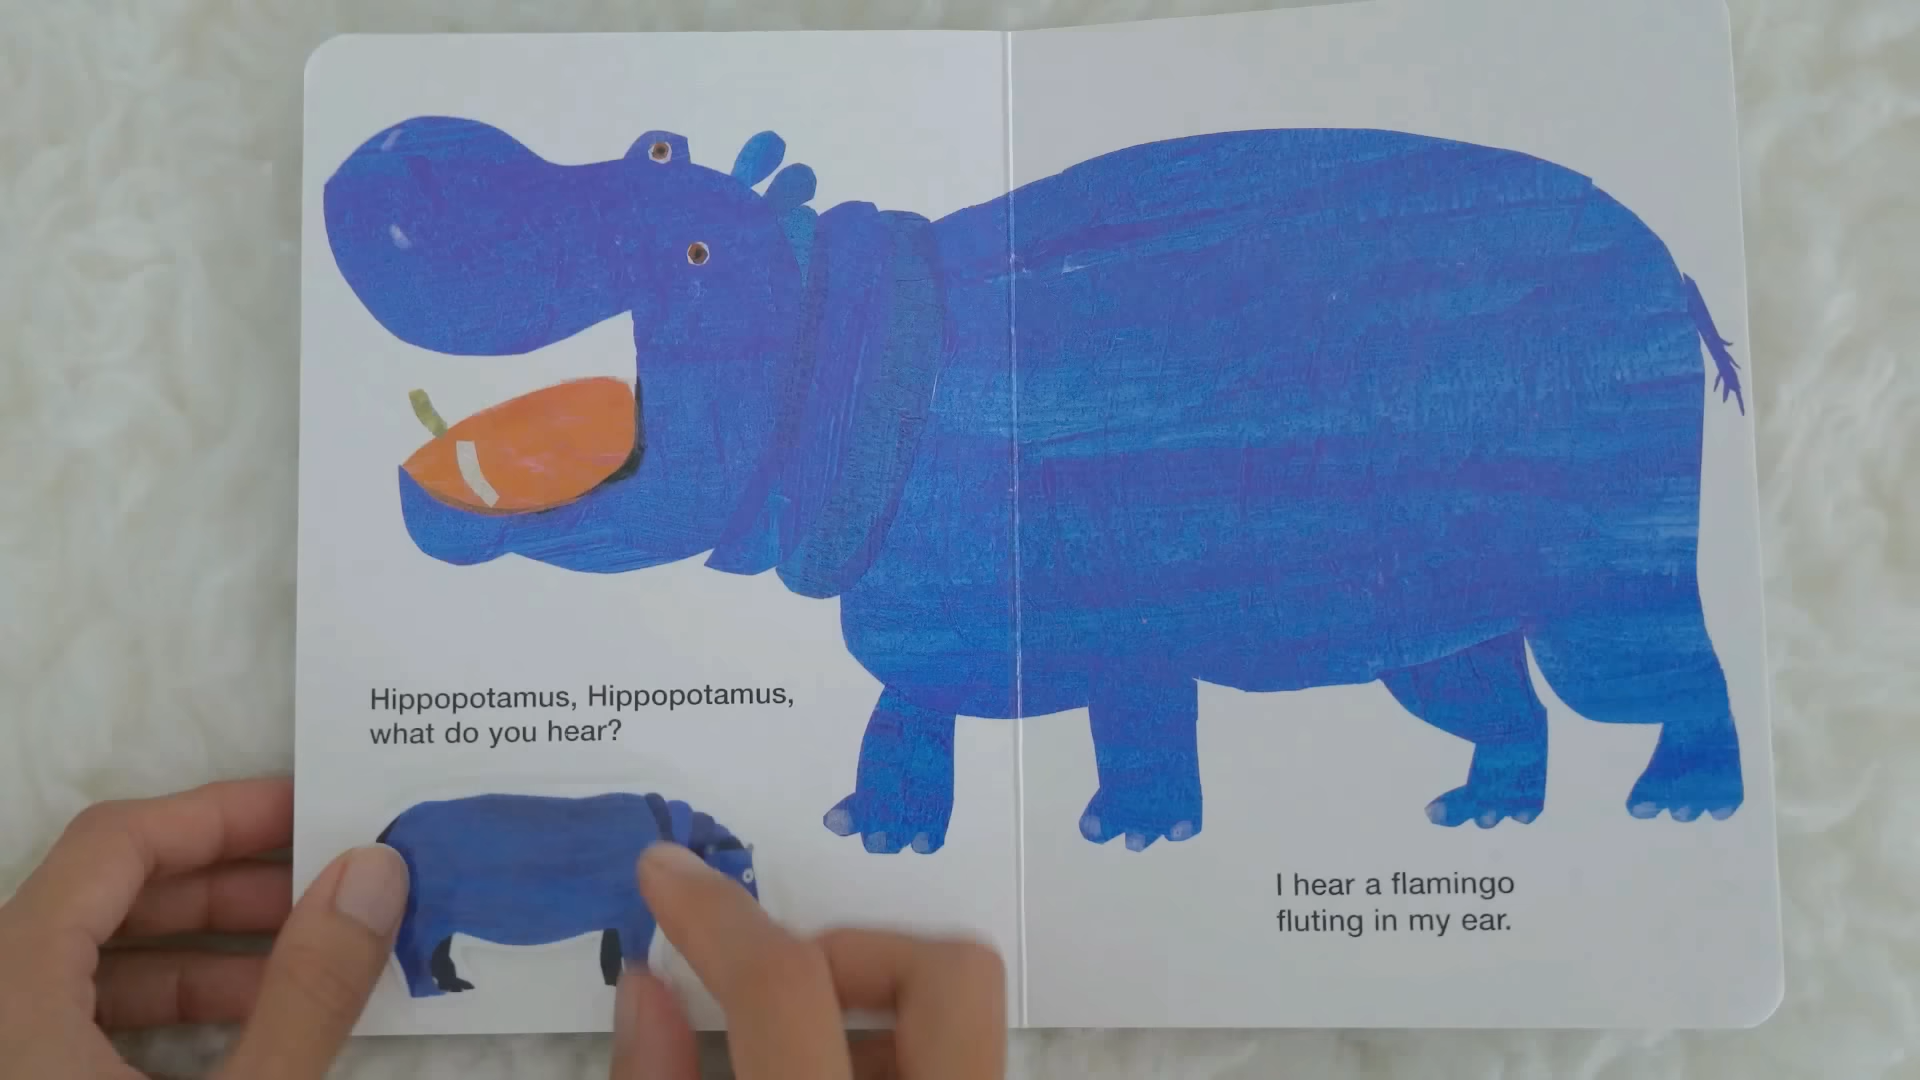 Hippopotamus, Hippopotamus,
what do you hear?
I hear a flamingo
fluting in my ear.